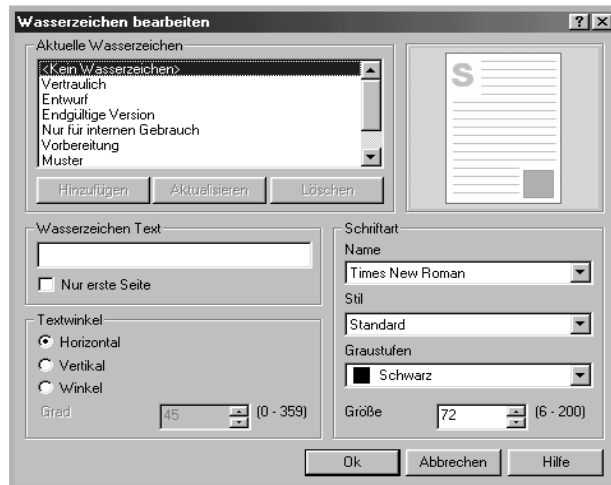 Wasserzeichen bearbeiten
Aktuelle Wasserzeichen
<Kein Wasserzeichen>
Vertraulich
Entwurf
Endgültige Version
Nur für internen Gebrauch
Vorbereitung
Muster
Hinzufügen Aktualisieren Löschen
S
Wasserzeichen Text
Nur erste Seite
Textwinkel
Horizontal
Vertikal
Winkel
Grad 45 (0 - 359)
Schriftart
Name
Times New Roman
Stil
Standard
Graustufen
Schwarz
Größe 72 (6 - 200)
Ok Abbrechen Hilfe